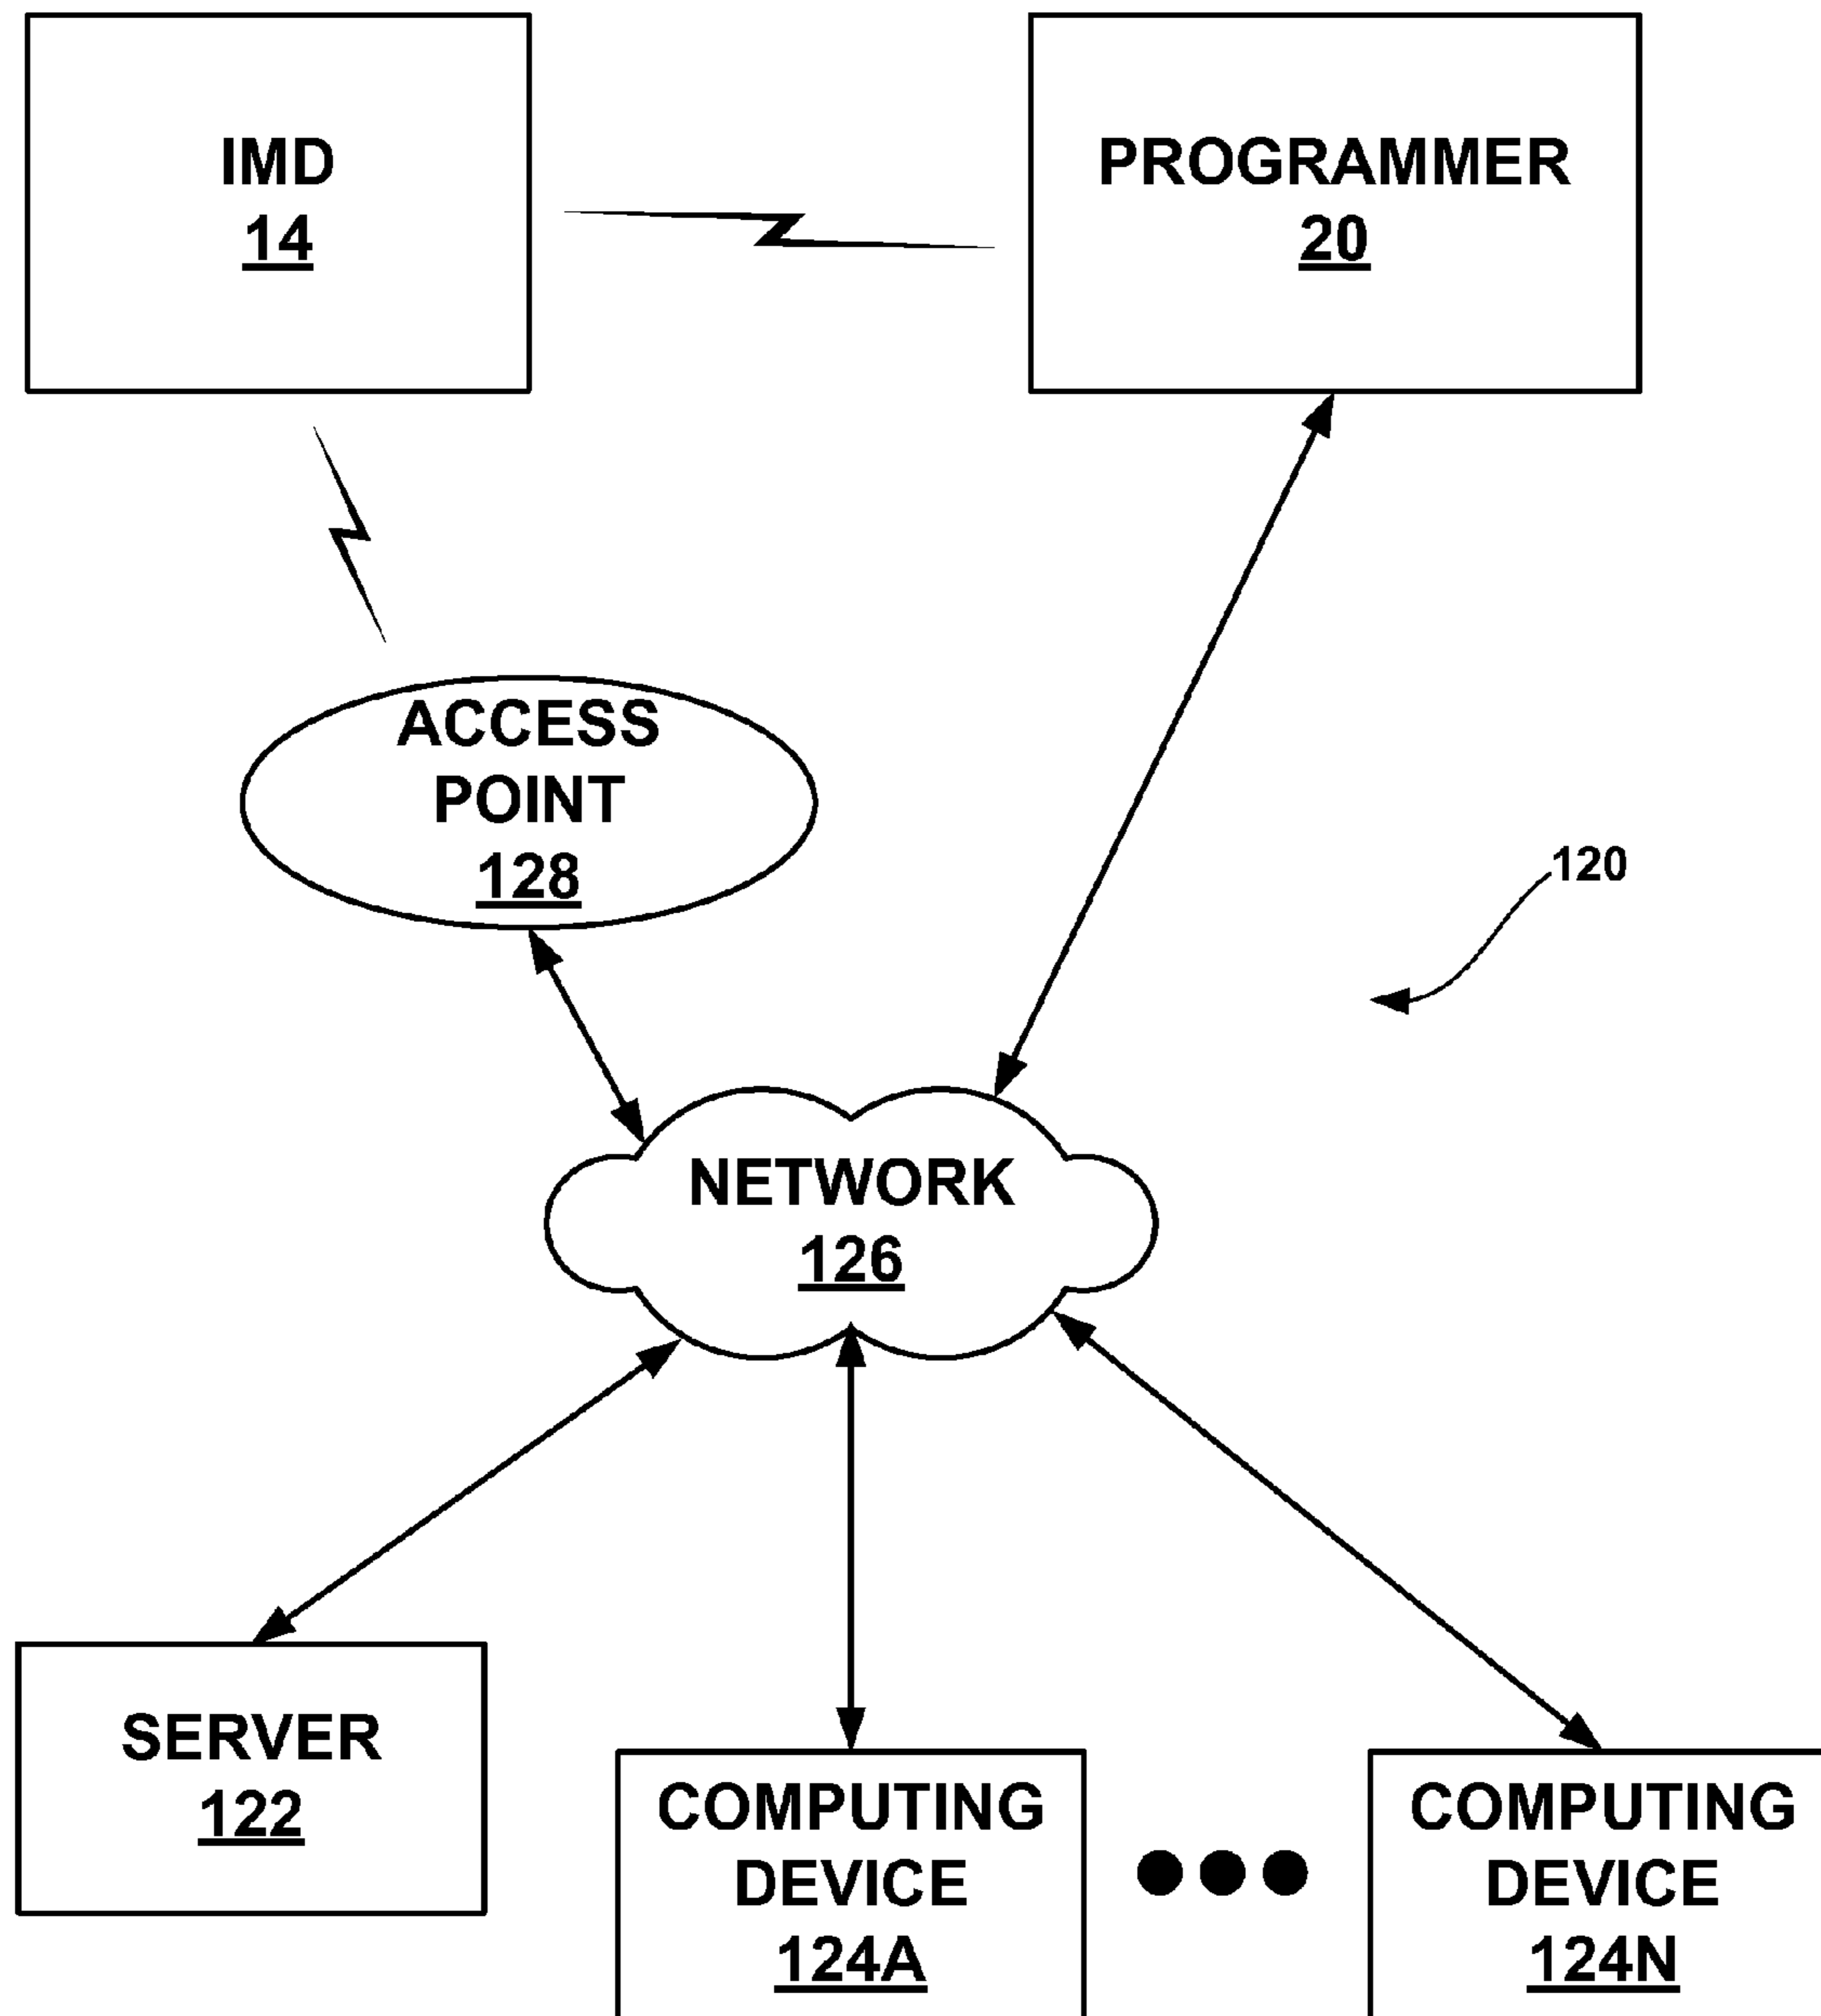 IMD
14
PROGRAMMER
20
ACCESS
POINT
128
120
NETWORK
126
SERVER
122
COMPUTING
DEVICE
124A
COMPUTING
DEVICE
124N